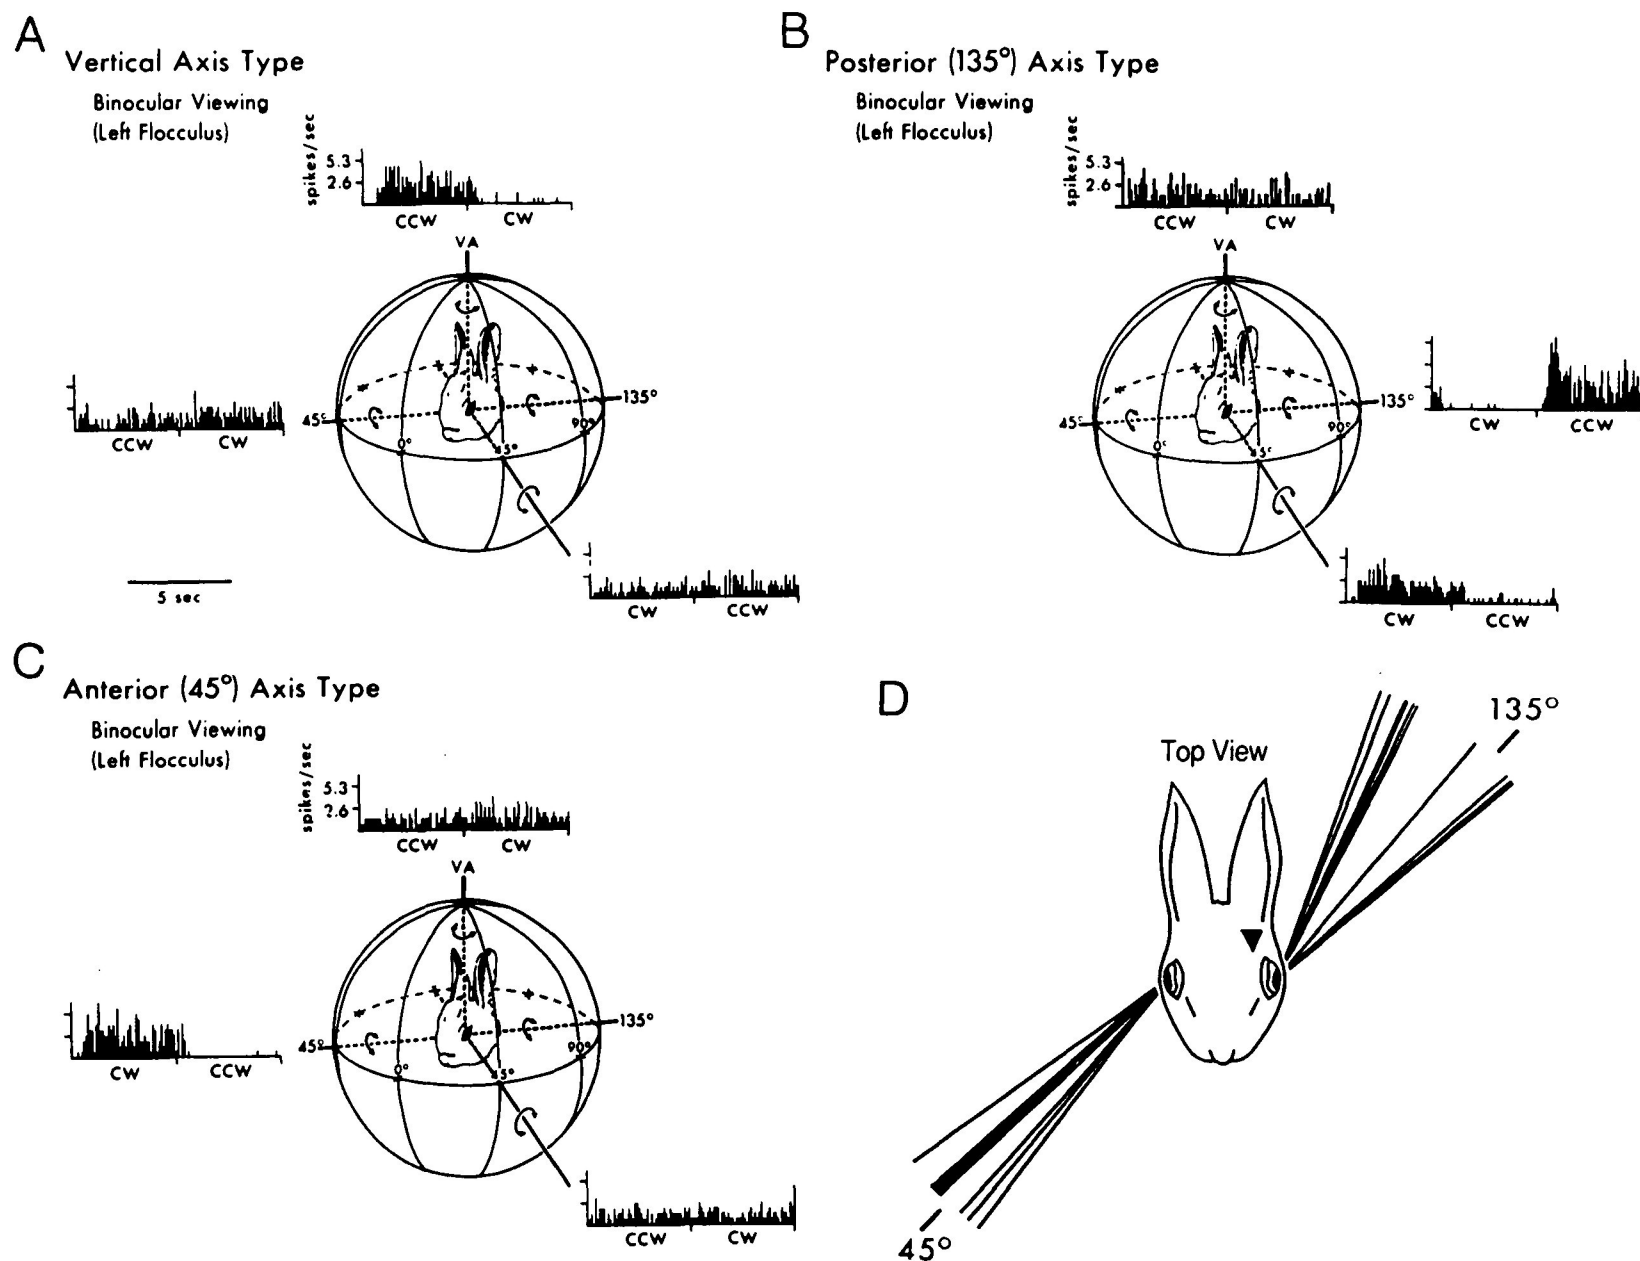 A
Vertical Axis Type
Binocular Viewing
(Left Flocculus)
spikes/sec
5.3
2.6
CCW CW
VA
CCW CW
45°
0°
45°
90°
135°
CW CCW
5 sec
B
Posterior (135°) Axis Type
Binocular Viewing
(Left Flocculus)
spikes/sec
5.3
2.6
CCW CW
VA
45°
0°
45°
90°
135°
CW CCW
CW CCW
C
Anterior (45°) Axis Type
Binocular Viewing
(Left Flocculus)
spikes/sec
5.3
2.6
CCW CW
VA
CW CCW
45°
0°
45°
90°
135°
CCW CW
D
Top View
135°
45°